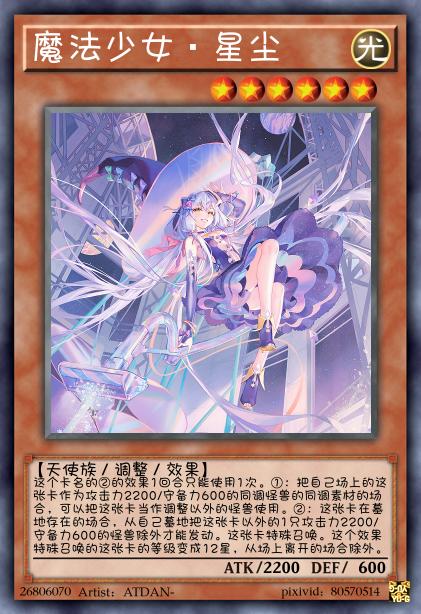 魔法少女·星尘
光
【天使族/调整/效果】
这个卡名的②的效果1回合只能使用1次。①：把自己场上的这
张卡作为攻击力2200/守备力600的同调怪兽的同调素材的场
合，可以把这张卡当作调整以外的怪兽使用。②：这张卡在墓
地存在的场合，从自己墓地把这张卡以外的1只攻击力2200/
守备力600的怪兽除外才能发动。这张卡特殊召唤。这个效果
特殊召唤的这张卡的等级变成12星，从场上离开的场合除外。
ATK/2200 DEF/ 600
26806070 Artist: ATDAN- pixivid: 80570514